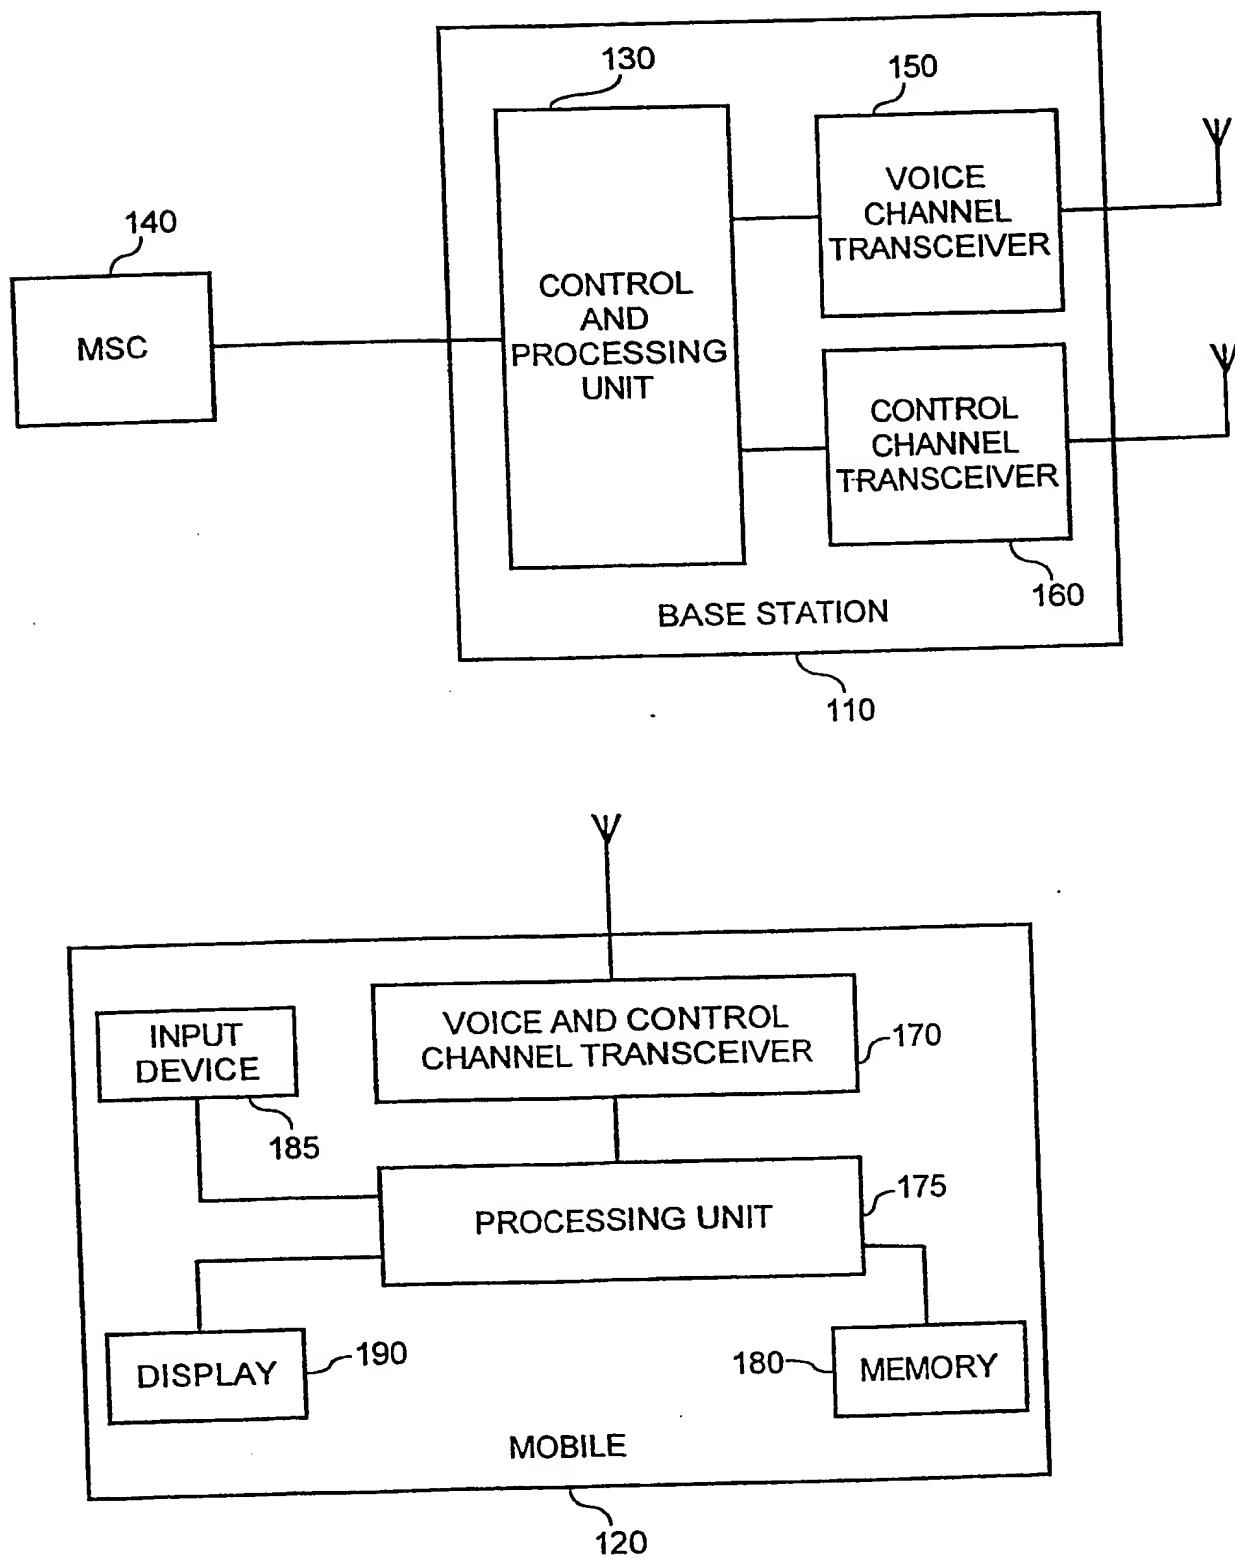 130
150
140
VOICE
CHANNEL
TRANSCEIVER
CONTROL
AND
PROCESSING
UNIT
MSC
CONTROL
CHANNEL
TRANSCEIVER
160
BASE STATION
110
INPUT
DEVICE
185
VOICE AND CONTROL
CHANNEL TRANSCEIVER
170
PROCESSING UNIT
175
DISPLAY
190
180
MEMORY
MOBILE
120